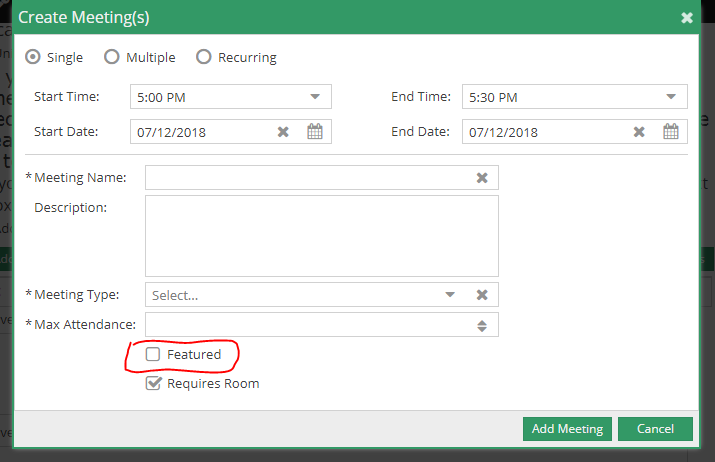 Create Meeting(s)
Single Multiple Recurring
Start Time: 5:00 PM End Time: 5:30 PM
Start Date: 07/12/2018 End Date: 07/12/2018
* Meeting Name:
Description:
* Meeting Type: Select...
* Max Attendance:
Featured
Requires Room
Add Meeting Cancel